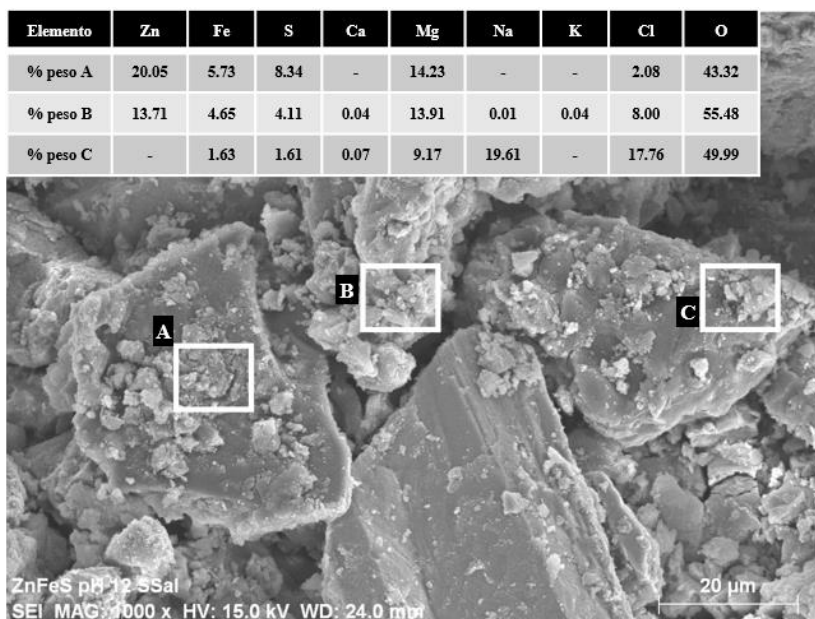 Elemento Zn Fe S Ca Mg Na K Cl O
% peso A 20.05 5.73 8.34 - 14.23 - - 2.08 43.32
% peso B 13.71 4.65 4.11 0.04 13.91 0.01 0.04 8.00 55.48
% peso C - 1.63 1.61 0.07 9.17 19.61 - 17.76 49.99
B
C
A
ZnFeS pH 12 SSal
20 µm
SEI MAG: 1000 x HV: 15.0 kV WD: 24.0 mm